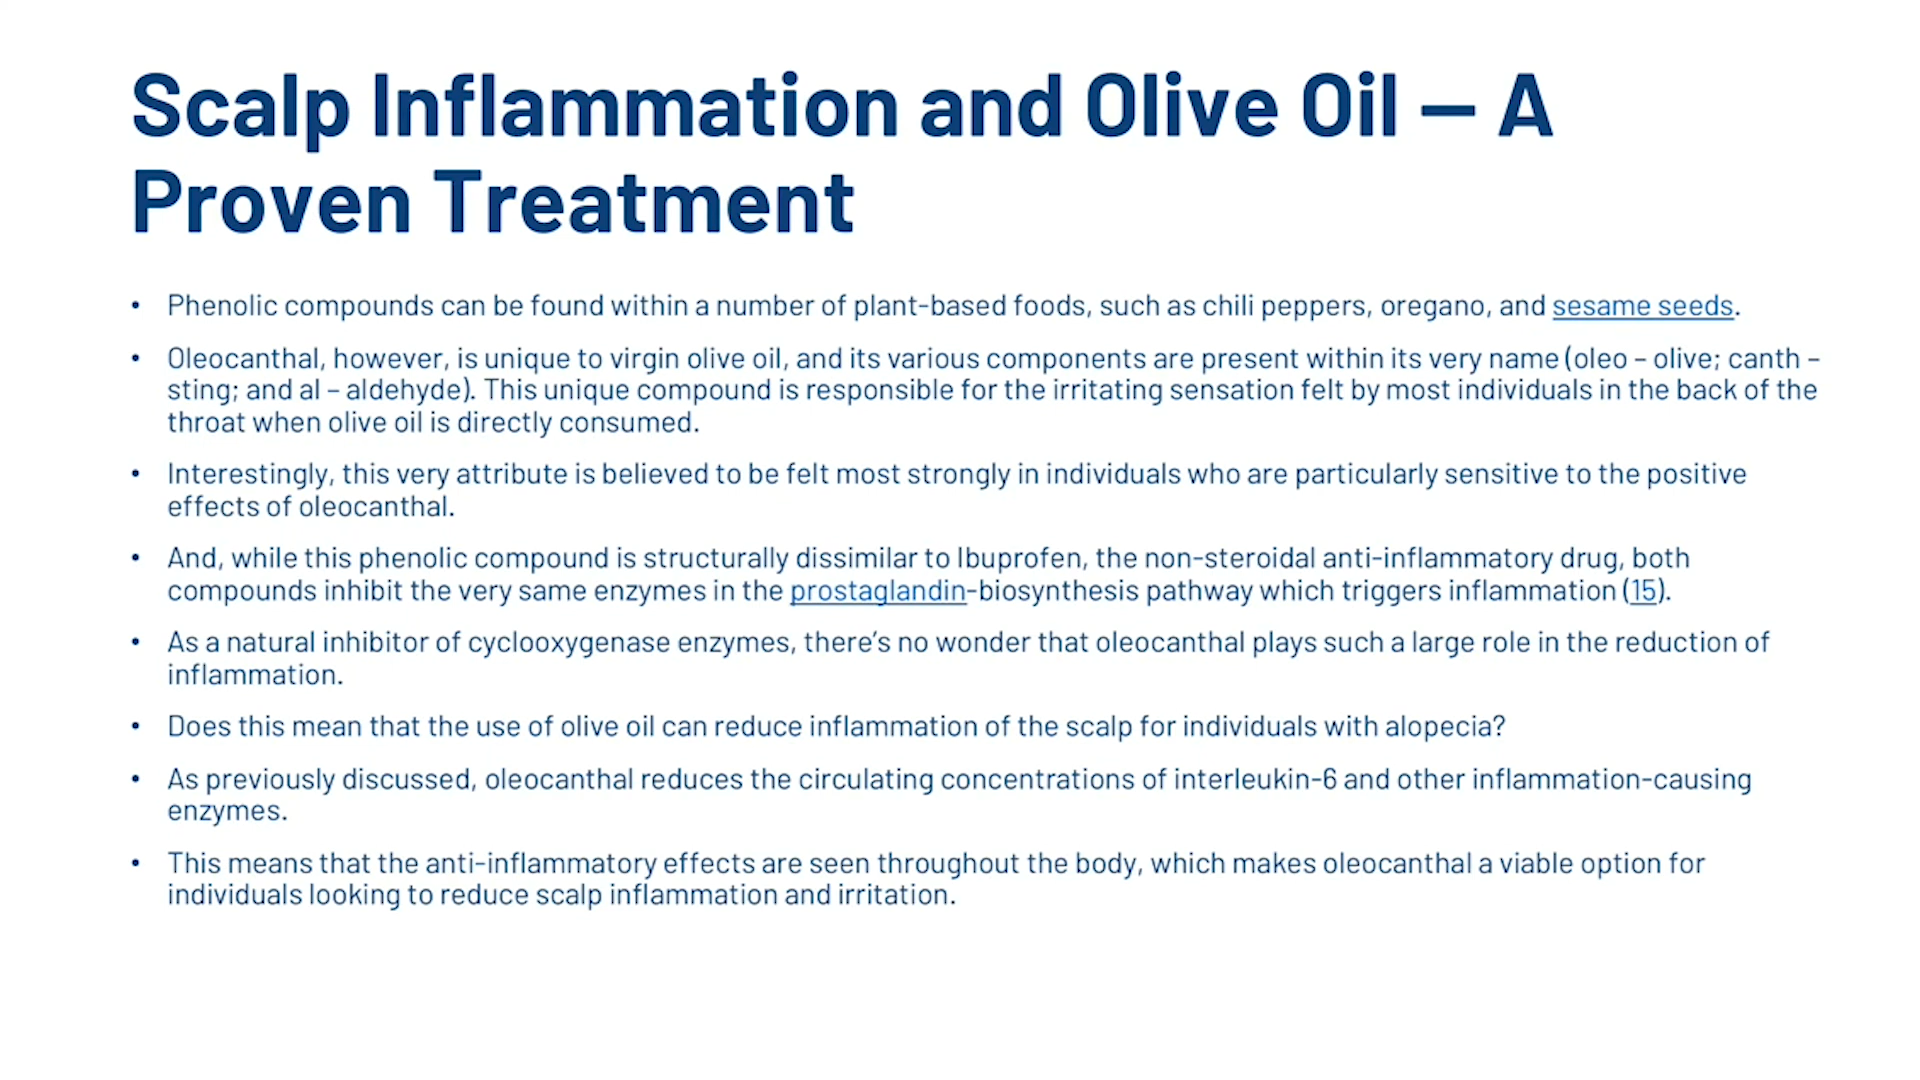 Scalp Inflammation and Olive Oil — A
Proven Treatment
• Phenolic compounds can be found within a number of plant-based foods, such as chili peppers, oregano, and sesame seeds.
• Oleocanthal, however, is unique to virgin olive oil, and its various components are present within its very name (oleo – olive; canth –
sting; and al – aldehyde). This unique compound is responsible for the irritating sensation felt by most individuals in the back of the
throat when olive oil is directly consumed.
• Interestingly, this very attribute is believed to be felt most strongly in individuals who are particularly sensitive to the positive
effects of oleocanthal.
• And, while this phenolic compound is structurally dissimilar to Ibuprofen, the non-steroidal anti-inflammatory drug, both
compounds inhibit the very same enzymes in the prostaglandin-biosynthesis pathway which triggers inflammation (15).
• As a natural inhibitor of cyclooxygenase enzymes, there’s no wonder that oleocanthal plays such a large role in the reduction of
inflammation.
• Does this mean that the use of olive oil can reduce inflammation of the scalp for individuals with alopecia?
• As previously discussed, oleocanthal reduces the circulating concentrations of interleukin-6 and other inflammation-causing
enzymes.
• This means that the anti-inflammatory effects are seen throughout the body, which makes oleocanthal a viable option for
individuals looking to reduce scalp inflammation and irritation.